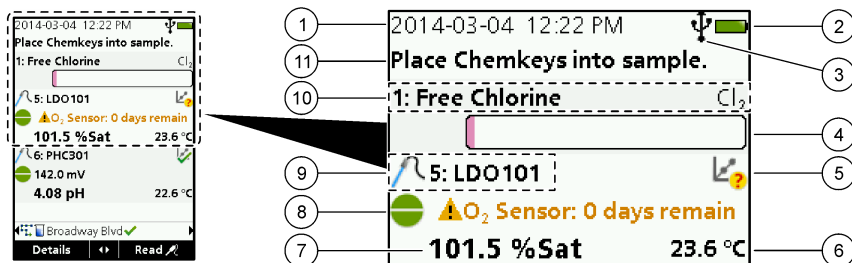 2014-03-04 12:22 PM
Place Chemkeys into sample.
1: Free Chlorine Cl₂
5: LDO101 ?
O₂ Sensor: 0 days remain
101.5 %Sat 23.6 °C
6: PHC301
142.0 mV
4.08 pH 22.6 °C
Broadway Blvd
Details Read
1 2014-03-04 12:22 PM 2
3
11 Place Chemkeys into sample.
10 1: Free Chlorine Cl₂
4
9 5: LDO101 ? 5
8 O₂ Sensor: 0 days remain
7 101.5 %Sat 23.6 °C 6